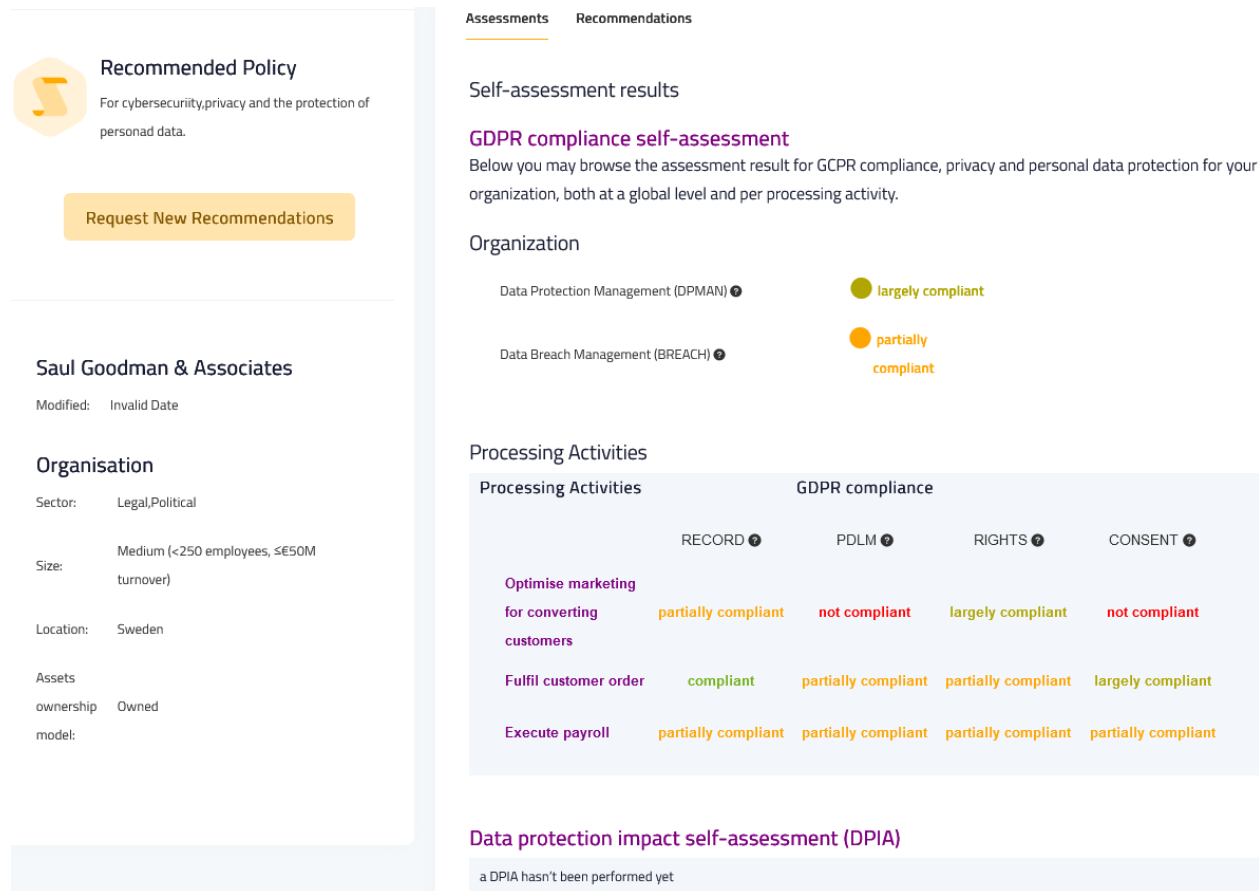 Recommended Policy
For cybersecuriity,privacy and the protection of
personad data.
Request New Recommendations
Saul Goodman & Associates
Modified: Invalid Date
Organisation
Sector: Legal,Political
Size: Medium (<250 employees, ≤€50M
turnover)
Location: Sweden
Assets
ownership Owned
model:
Assessments Recommendations
Self-assessment results
GDPR compliance self-assessment
Below you may browse the assessment result for GCPR compliance, privacy and personal data protection for your
organization, both at a global level and per processing activity.
Organization
Data Protection Management (DPMAN) ? largely compliant
Data Breach Management (BREACH) ? partially
compliant
Processing Activities
Processing Activities GDPR compliance
RECORD ? PDLM ? RIGHTS ? CONSENT ?
Optimise marketing
for converting partially compliant not compliant largely compliant not compliant
customers
Fulfil customer order compliant partially compliant partially compliant largely compliant
Execute payroll partially compliant partially compliant partially compliant partially compliant
Data protection impact self-assessment (DPIA)
a DPIA hasn't been performed yet